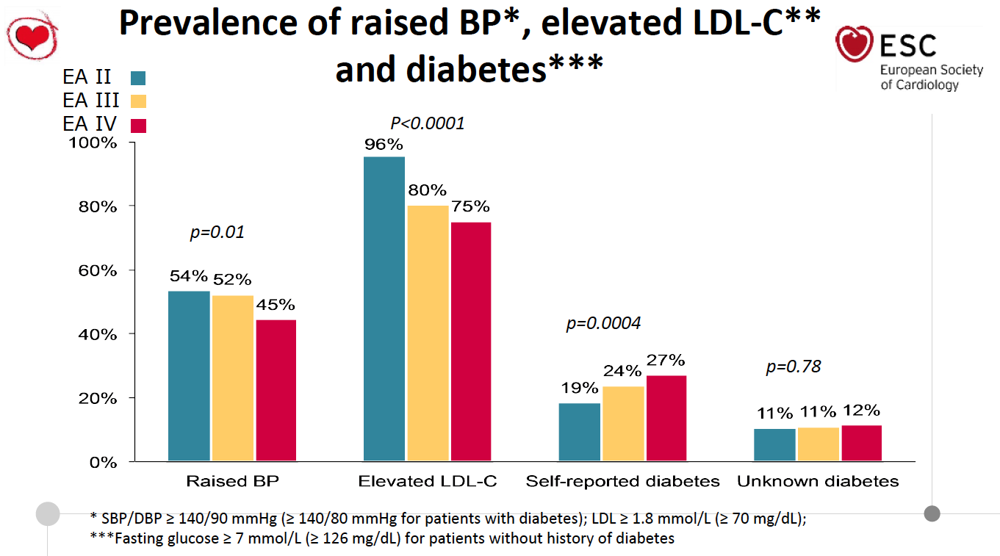 Prevalence of raised BP*, elevated LDL-C**
and diabetes***
ESC
European Society
of Cardiology
EA II
EA III
EA IV
100%
80%
60%
40%
20%
0%
p=0.01
54%
52%
45%
P<0.0001
96%
80%
75%
p=0.0004
19%
24%
27%
p=0.78
11%
11%
12%
Raised BP
Elevated LDL-C
Self-reported diabetes
Unknown diabetes
* SBP/DBP ≥ 140/90 mmHg (≥ 140/80 mmHg for patients with diabetes); LDL ≥ 1.8 mmol/L (≥ 70 mg/dL);
***Fasting glucose ≥ 7 mmol/L (≥ 126 mg/dL) for patients without history of diabetes